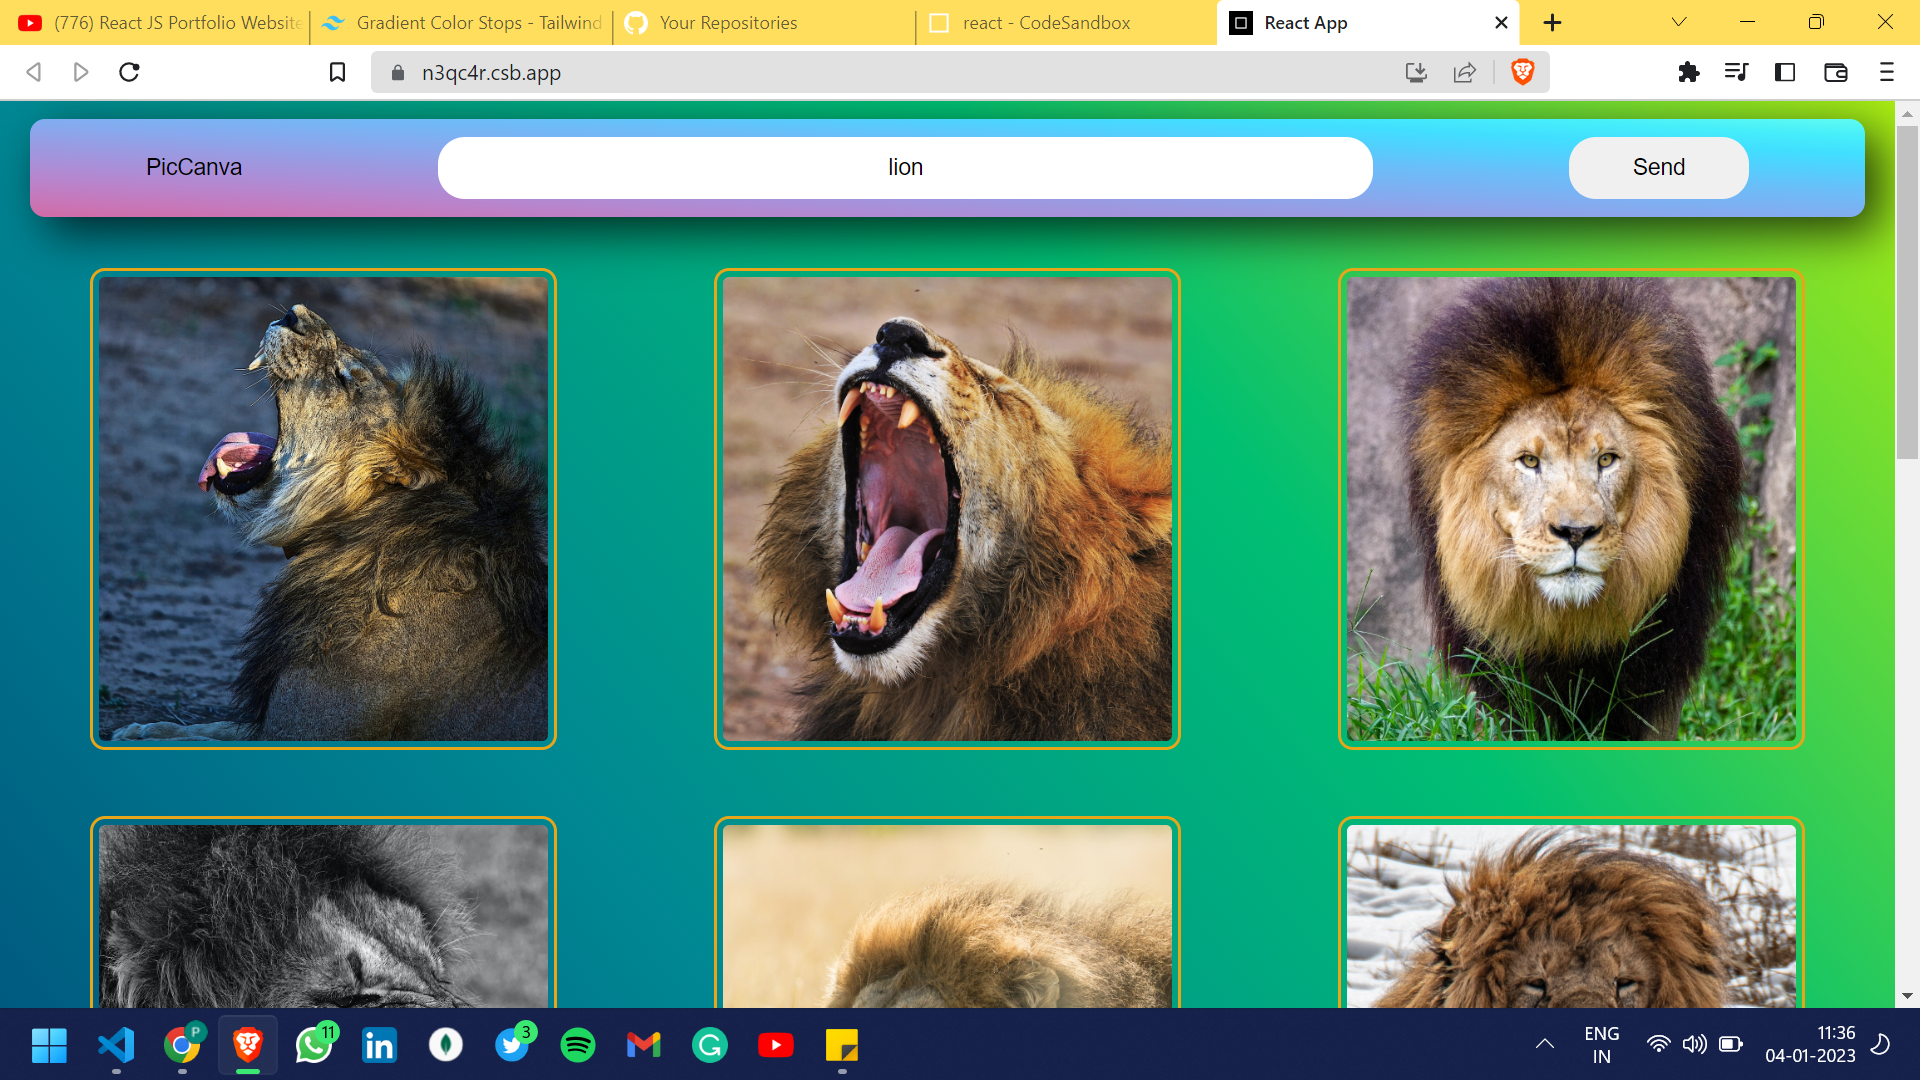 (776) React JS Portfolio Website
Gradient Color Stops - Tailwind
Your Repositories
react - CodeSandbox
React App
n3qc4r.csb.app
PicCanva
lion
Send
P
11
in
3
ENG
IN
11:36
04-01-2023